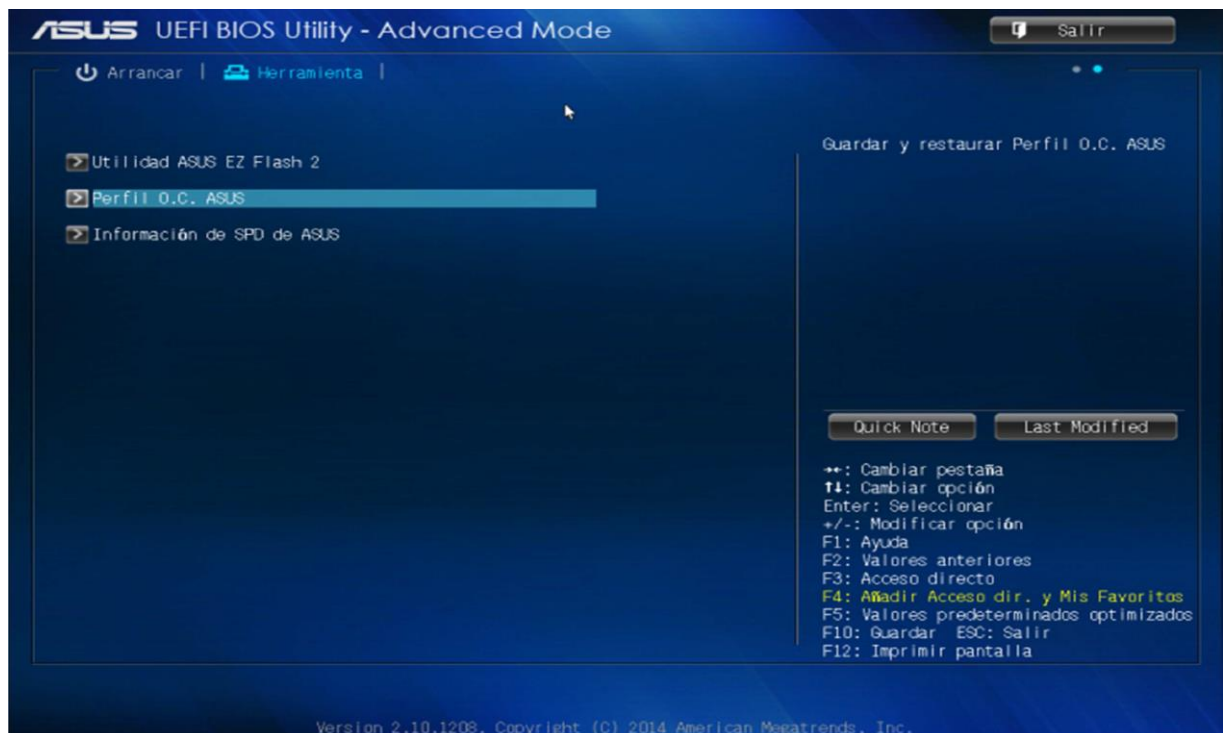 ASUS UEFI BIOS Utility - Advanced Mode
Salir
Arrancar | Herramienta |
Utilidad ASUS EZ Flash 2
Perfil O.C. ASUS
Información de SPD de ASUS
Guardar y restaurar Perfil O.C. ASUS
Quick Note
Last Modified
→←: Cambiar pestaña
↑↓: Cambiar opción
Enter: Seleccionar
+/-: Modificar opción
F1: Ayuda
F2: Valores anteriores
F3: Acceso directo
F4: Añadir Acceso dir. y Mis Favoritos
F5: Valores predeterminados optimizados
F10: Guardar ESC: Salir
F12: Imprimir pantalla
Version 2.10.1208. Copyright (C) 2014 American Megatrends, Inc.